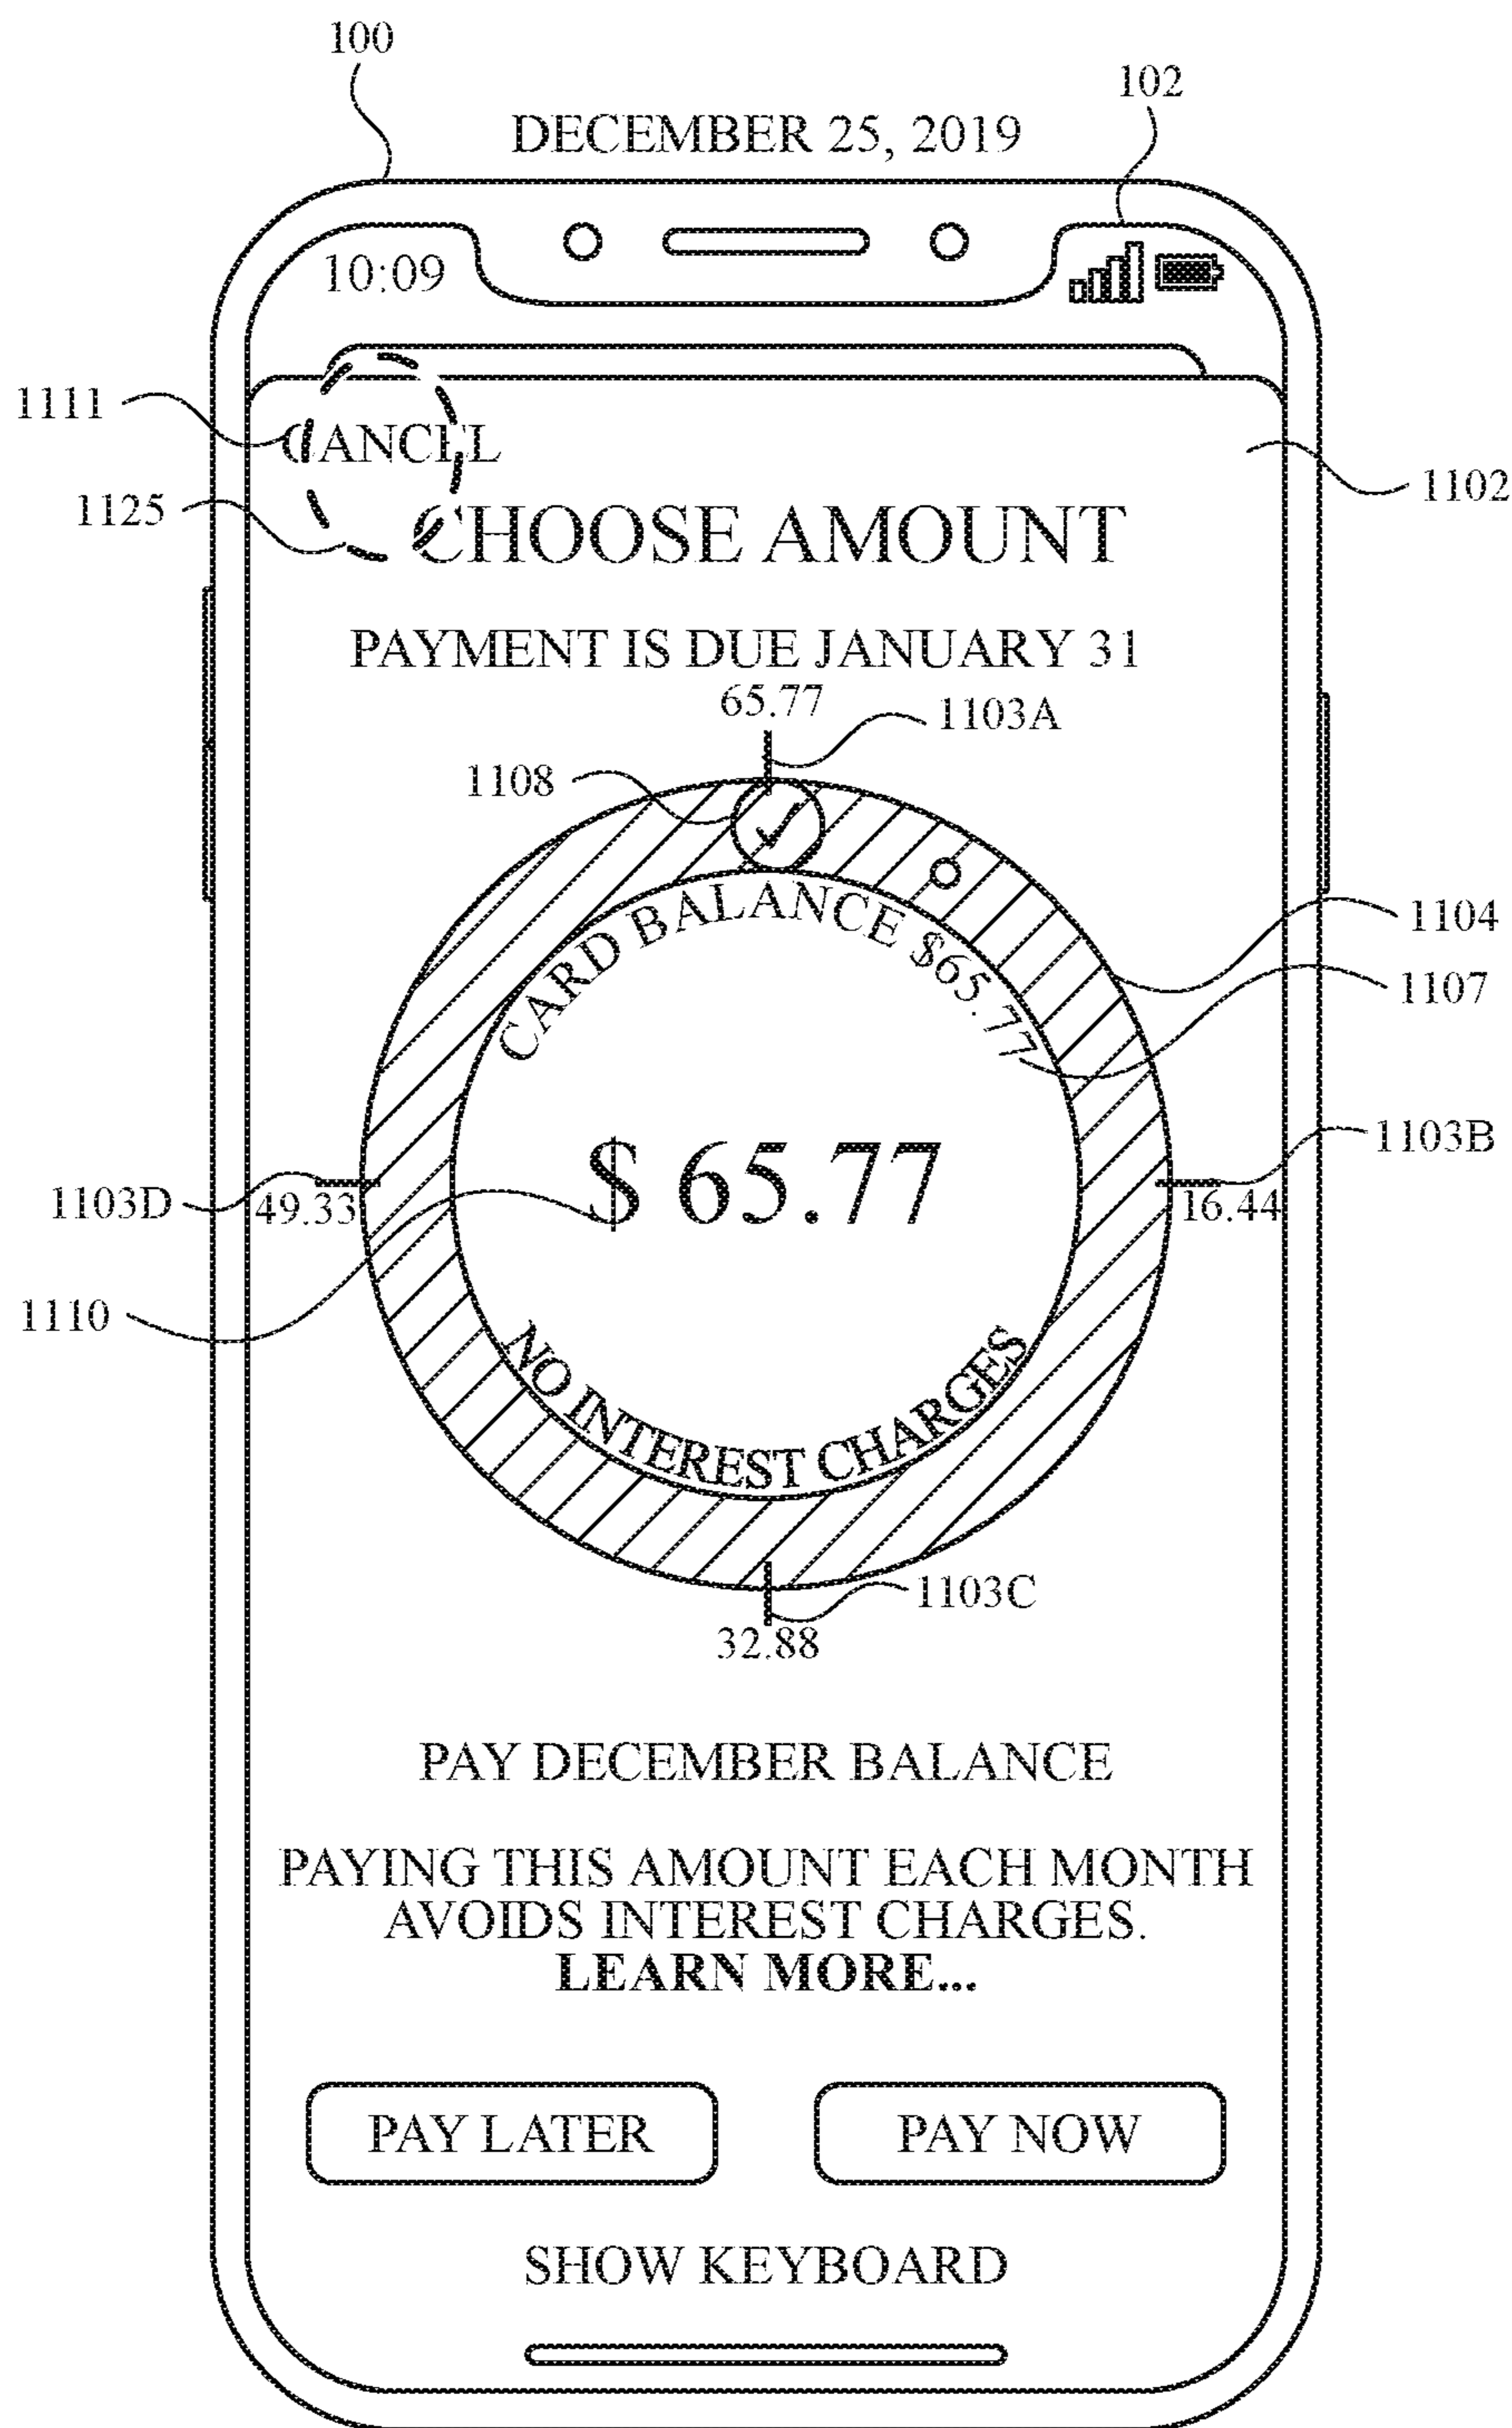 100
102
DECEMBER 25, 2019
10:09
1111
CANCEL
1102
1125
CHOOSE AMOUNT
PAYMENT IS DUE JANUARY 31
65.77
1103A
1108
1104
CARD BALANCE $65.77
1107
$ 65.77
1103B
1103D
49.33
16.44
1110
NO INTEREST CHARGES
1103C
32.88
PAY DECEMBER BALANCE
PAYING THIS AMOUNT EACH MONTH
AVOIDS INTEREST CHARGES.
LEARN MORE...
PAY LATER
PAY NOW
SHOW KEYBOARD